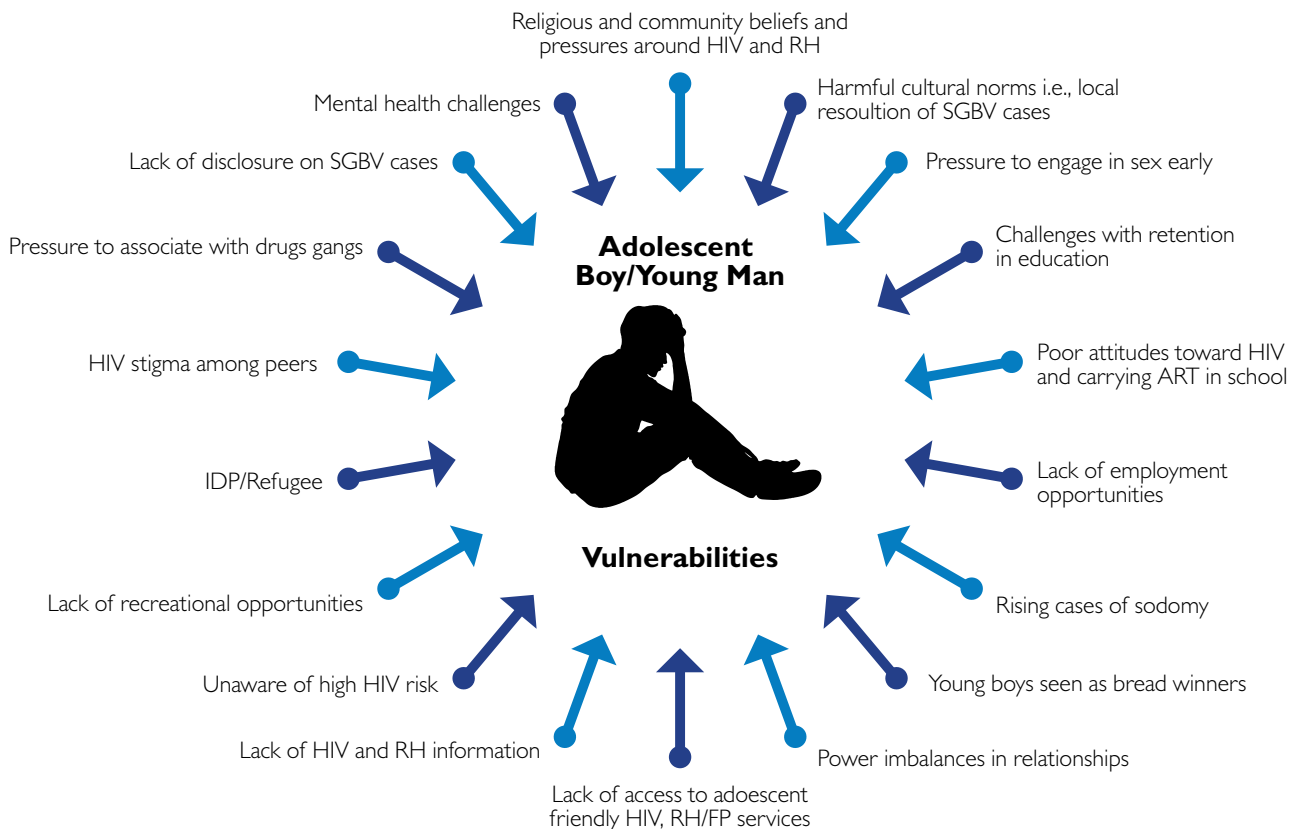 Religious and community beliefs and
pressures around HIV and RH
Harmful cultural norms i.e., local
resoultion of SGBV cases
Pressure to engage in sex early
Challenges with retention
in education
Poor attitudes toward HIV
and carrying ART in school
Lack of employment
opportunities
Rising cases of sodomy
Young boys seen as bread winners
Power imbalances in relationships
Lack of access to adoescent
friendly HIV, RH/FP services
Lack of HIV and RH information
Unaware of high HIV risk
Lack of recreational opportunities
IDP/Refugee
HIV stigma among peers
Pressure to associate with drugs gangs
Lack of disclosure on SGBV cases
Mental health challenges
Adolescent
Boy/Young Man
Vulnerabilities